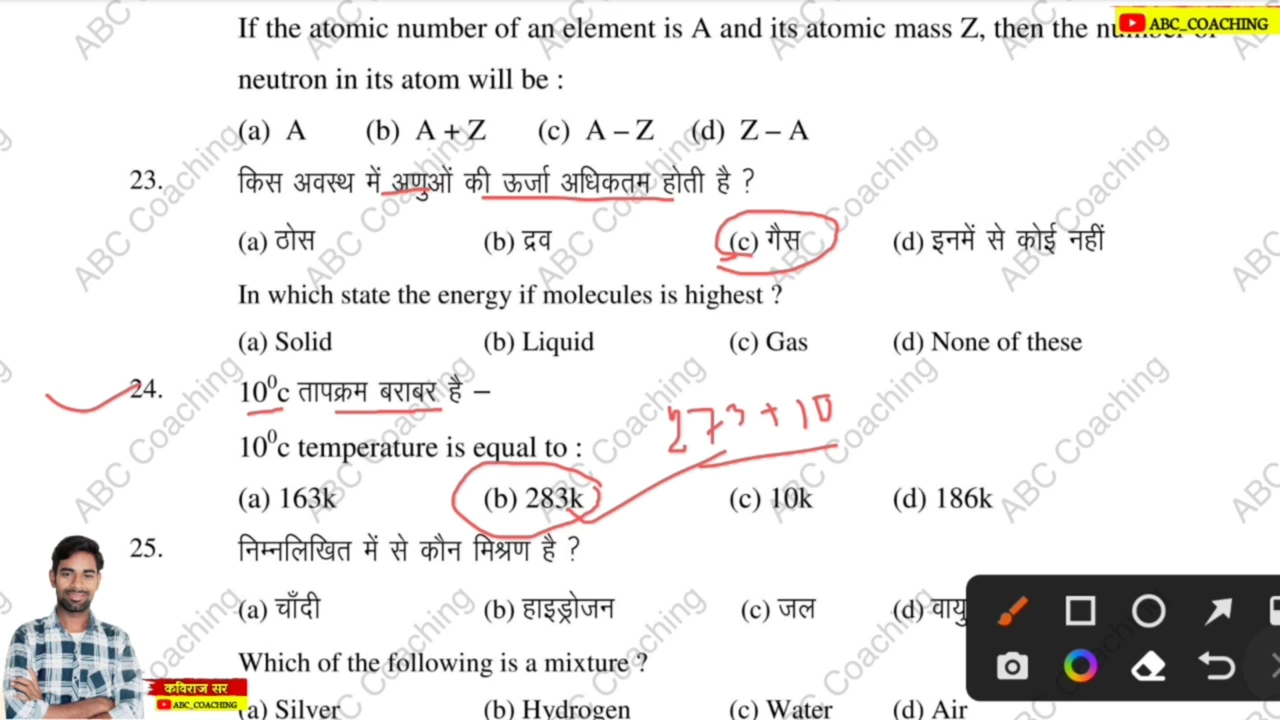 If the atomic number of an element is A and its atomic mass Z, then the number of
ABC_COACHING
neutron in its atom will be :
(a) A (b) A + Z (c) A – Z (d) Z – A
23. किस अवस्थ में अणुओं की ऊर्जा अधिकतम होती है ?
(a) ठोस (b) द्रव (c) गैस (d) इनमें से कोई नहीं
In which state the energy if molecules is highest ?
(a) Solid (b) Liquid (c) Gas (d) None of these
24. 10⁰c तापक्रम बराबर है –
273 + 10
10⁰c temperature is equal to :
(a) 163k (b) 283k (c) 10k (d) 186k
25. निम्नलिखित में से कौन मिश्रण है ?
(a) चाँदी (b) हाइड्रोजन (c) जल (d) वायु
Which of the following is a mixture ?
(a) Silver (b) Hydrogen (c) Water (d) Air
कविराज सर
ABC_COACHING
ABC Coaching